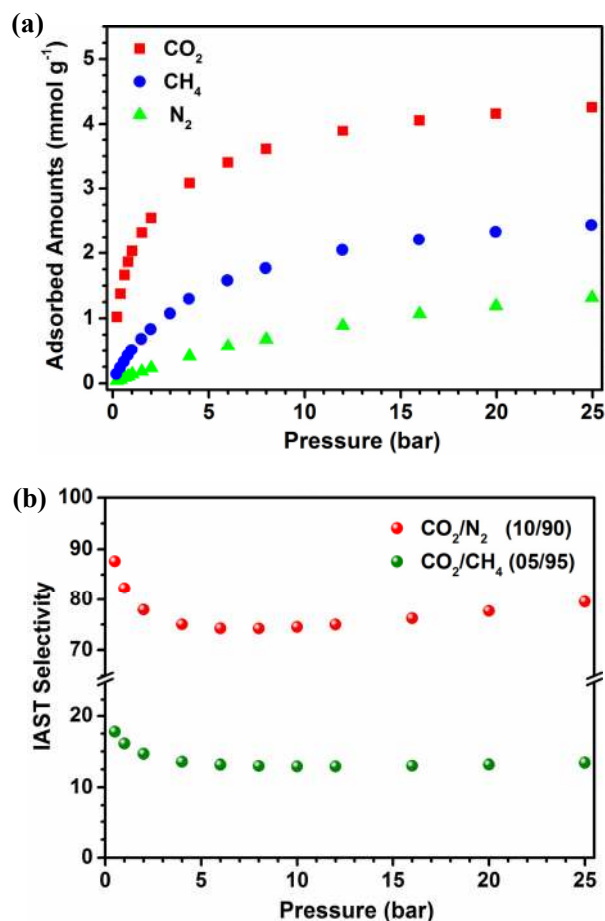 (a)
CO₂
CH₄
N₂
Adsorbed Amounts (mmol g⁻¹)
5
4
3
2
1
0
0 5 10 15 20 25
Pressure (bar)
(b)
CO₂/N₂ (10/90)
CO₂/CH₄ (05/95)
IAST Selectivity
100
90
80
70
20
10
0
0 5 10 15 20 25
Pressure (bar)